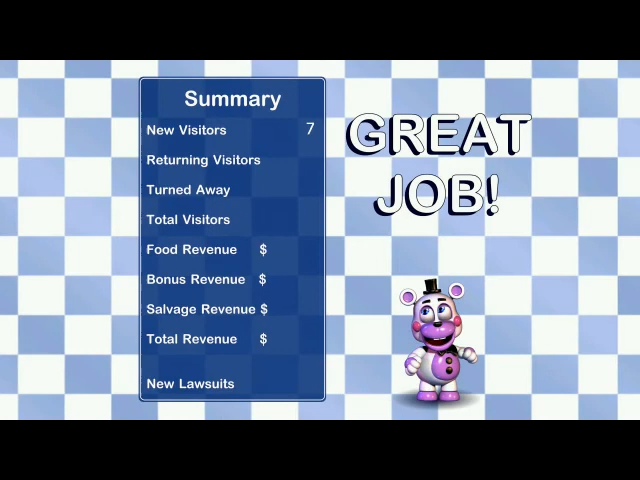 Summary
New Visitors 7
Returning Visitors
Turned Away
Total Visitors
Food Revenue $
Bonus Revenue $
Salvage Revenue $
Total Revenue $
New Lawsuits
GREAT
JOB!